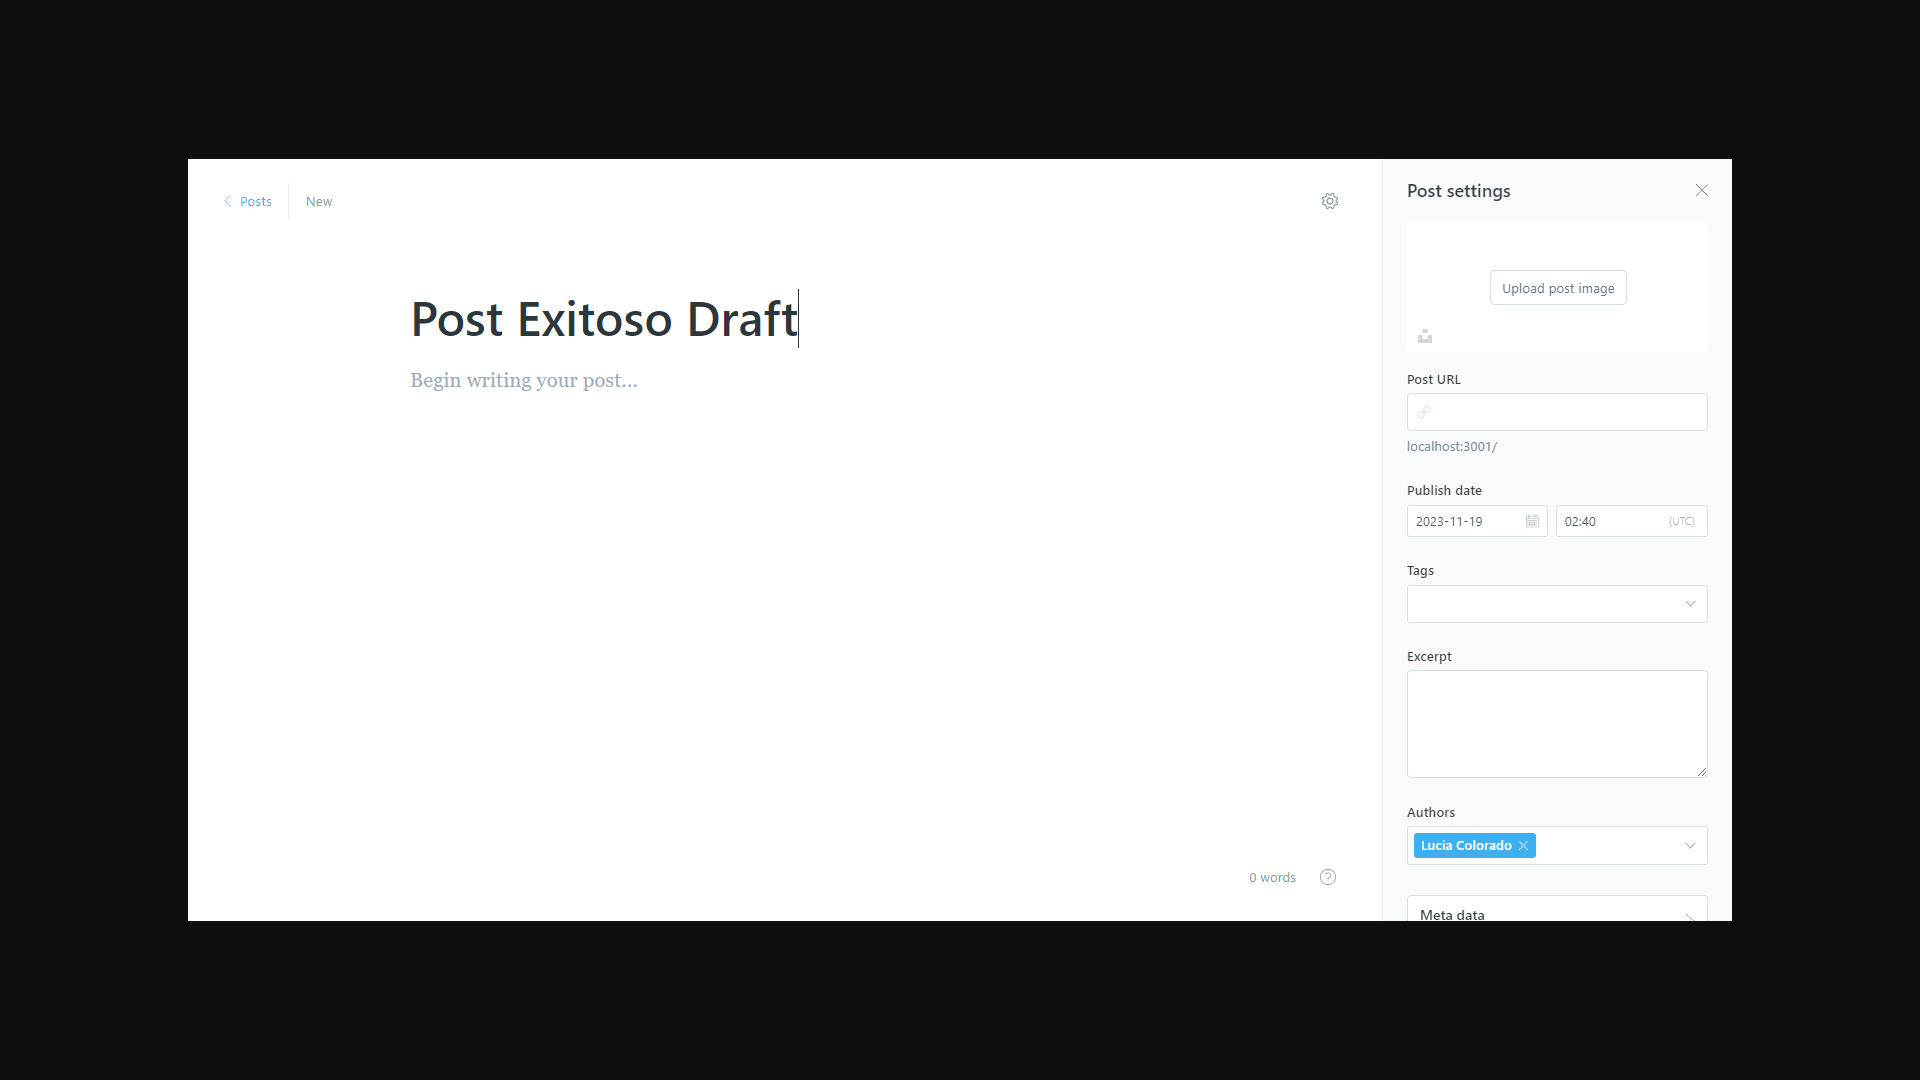 Posts
New
Post Exitoso Draft
Begin writing your post...
0 words
Post settings
Upload post image
Post URL
localhost:3001/
Publish date
2023-11-19
02:40
(UTC)
Tags
Excerpt
Authors
Lucia Colorado
Meta data